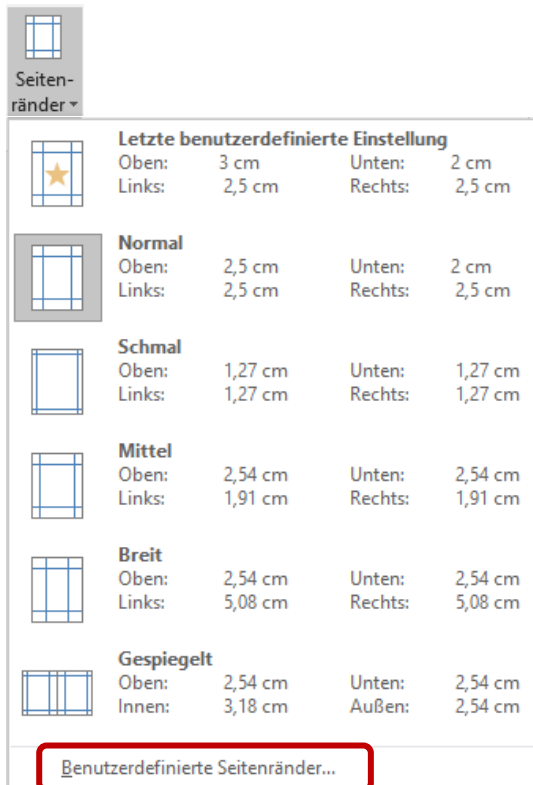 Seiten-
ränder
Letzte benutzerdefinierte Einstellung
Oben: 3 cm Unten: 2 cm
Links: 2,5 cm Rechts: 2,5 cm
Normal
Oben: 2,5 cm Unten: 2 cm
Links: 2,5 cm Rechts: 2,5 cm
Schmal
Oben: 1,27 cm Unten: 1,27 cm
Links: 1,27 cm Rechts: 1,27 cm
Mittel
Oben: 2,54 cm Unten: 2,54 cm
Links: 1,91 cm Rechts: 1,91 cm
Breit
Oben: 2,54 cm Unten: 2,54 cm
Links: 5,08 cm Rechts: 5,08 cm
Gespiegelt
Oben: 2,54 cm Unten: 2,54 cm
Innen: 3,18 cm Außen: 2,54 cm
Benutzerdefinierte Seitenränder...